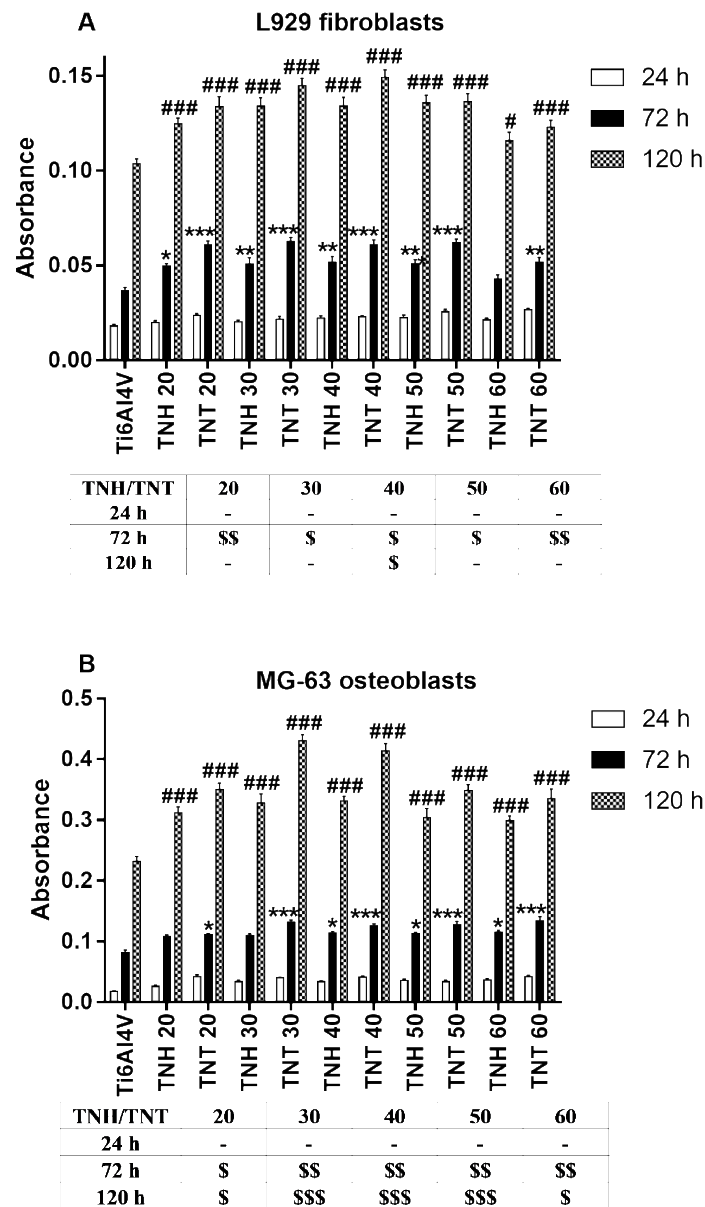 A
L929 fibroblasts
Absorbance
0.15
0.10
0.05
0.00
24 h
72 h
120 h
###
###
###
###
###
###
###
###
#
###
*
***
**
***
**
***
**
*
***
**
Ti6Al4V
TNH 20
TNT 20
TNH 30
TNT 30
TNH 40
TNT 40
TNH 50
TNT 50
TNH 60
TNT 60
TNH/TNT 20 30 40 50 60
24 h - - - - -
72 h $$ $ $ $ $$
120 h - - $ - -
B
MG-63 osteoblasts
Absorbance
0.5
0.4
0.3
0.2
0.1
0.0
24 h
72 h
120 h
###
###
###
###
###
###
###
###
###
###
*
***
*
***
*
***
*
***
Ti6Al4V
TNH 20
TNT 20
TNH 30
TNT 30
TNH 40
TNT 40
TNH 50
TNT 50
TNH 60
TNT 60
TNH/TNT 20 30 40 50 60
24 h - - - - -
72 h $ $$ $$ $$ $$
120 h $ $$$ $$$ $$$ $